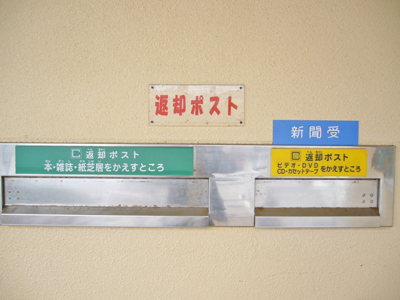 返却ポスト
新聞受
返却ポスト
本・雑誌・紙芝居をかえすところ
返却ポスト
ビデオ・DVD
CD・カセットテープをかえすところ